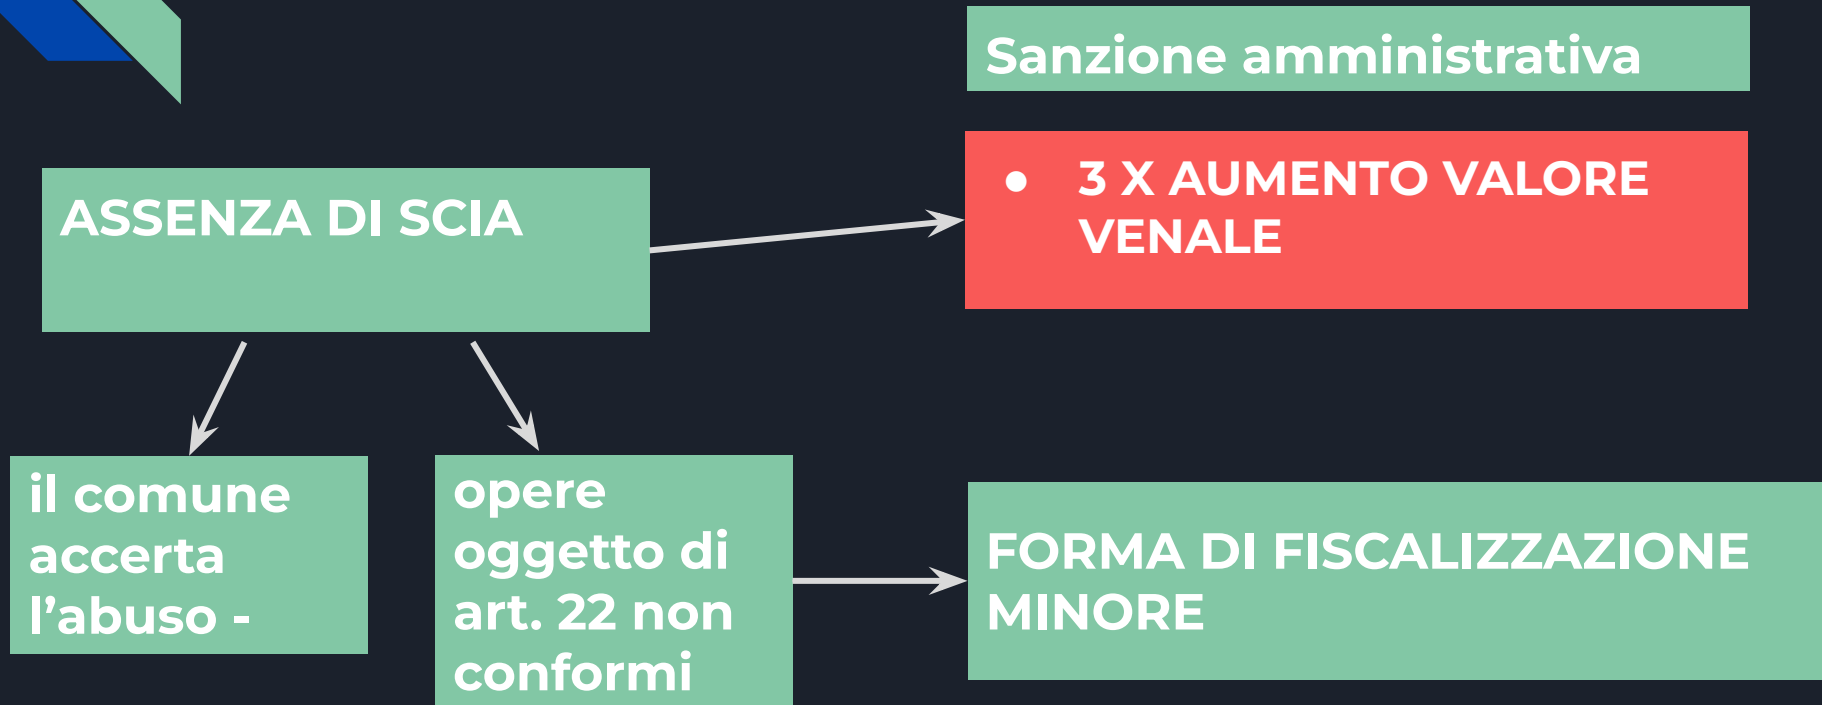 Sanzione amministrativa
ASSENZA DI SCIA
● 3 X AUMENTO VALORE
VENALE
il comune
accerta
l’abuso -
opere
oggetto di
art. 22 non
conformi
FORMA DI FISCALIZZAZIONE
MINORE